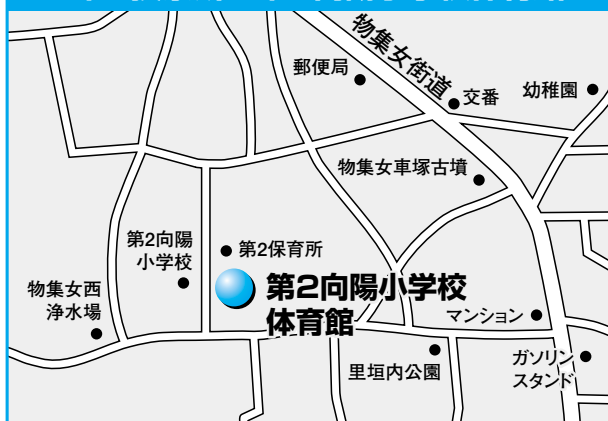 郵便局
物集女街道
交番
幼稚園
物集女車塚古墳
第2向陽
小学校
第2保育所
物集女西
浄水場
第2向陽小学校
体育館
マンション
里垣内公園
ガソリン
スタンド